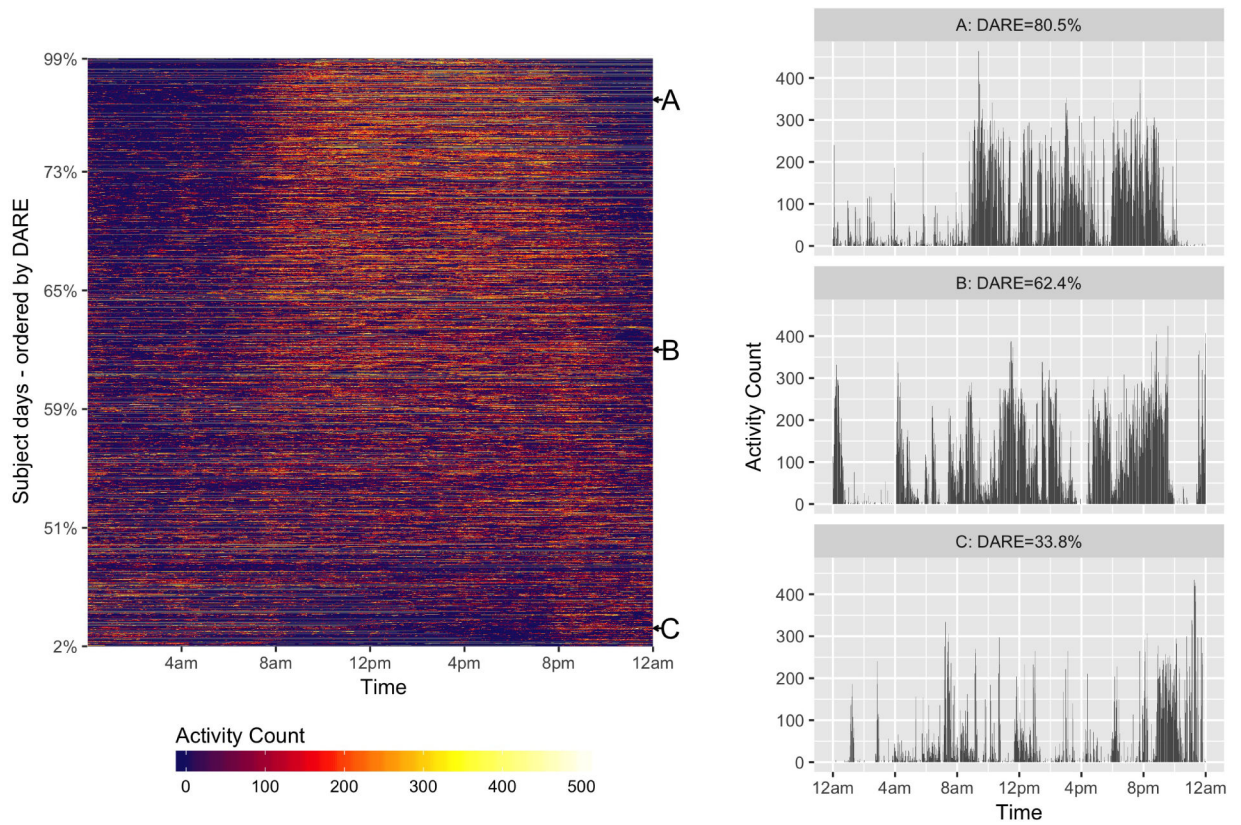 Subject days - ordered by DARE
99%
73%
65%
59%
51%
2%
A
B
C
4am 8am 12pm 4pm 8pm 12am
Time
Activity Count
0 100 200 300 400 500
Activity Count
A: DARE=80.5%
400
300
200
100
0
B: DARE=62.4%
400
300
200
100
0
C: DARE=33.8%
400
300
200
100
0
12am 4am 8am 12pm 4pm 8pm 12am
Time